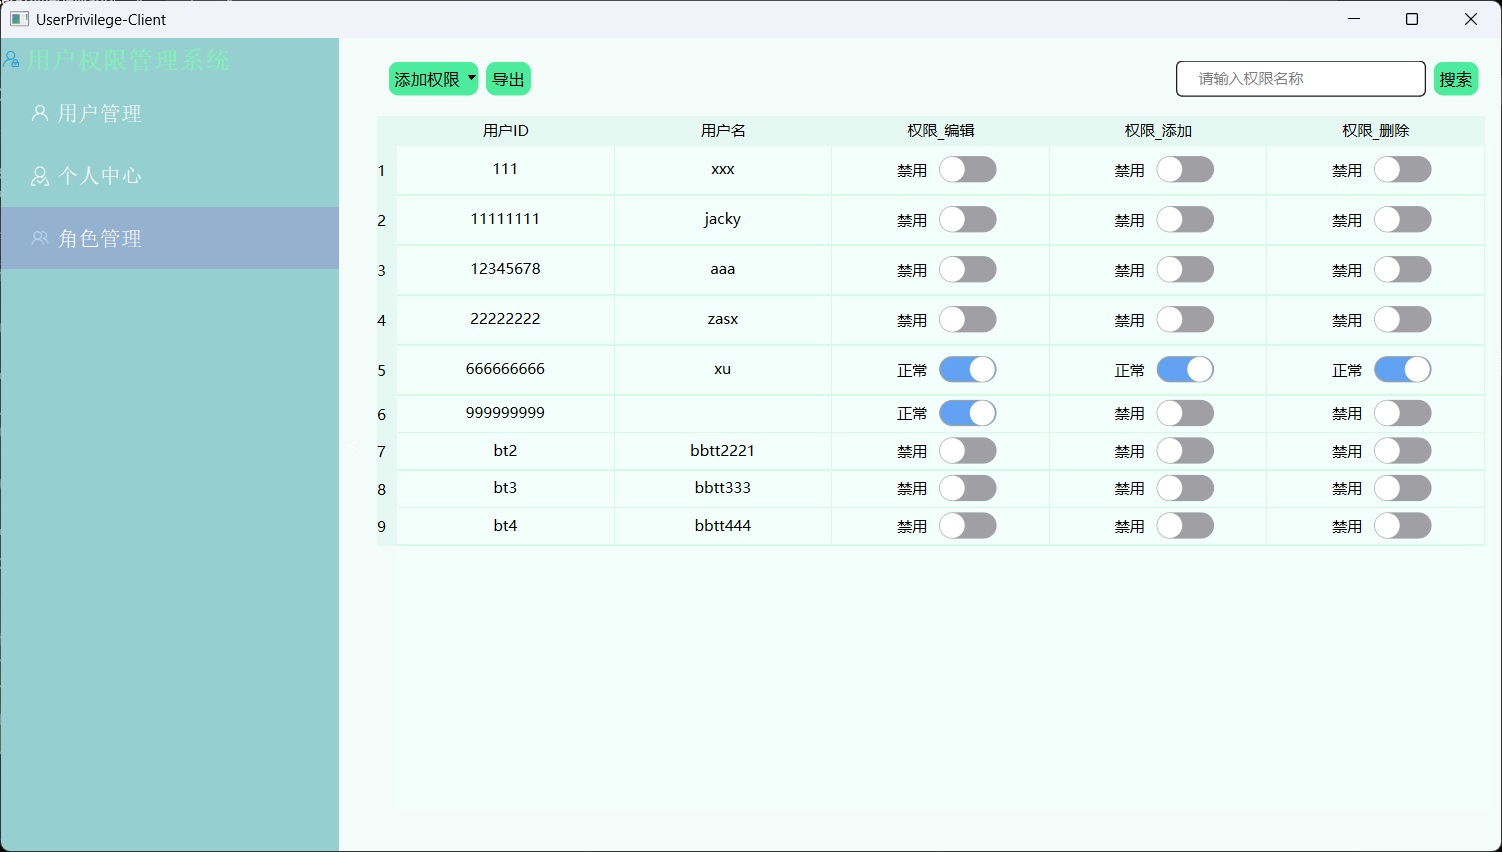 UserPrivilege-Client
用户权限管理系统
用户管理
个人中心
角色管理
添加权限 导出 请输入权限名称 搜索
用户ID 用户名 权限_编辑 权限_添加 权限_删除
1 111 xxx 禁用 禁用 禁用
2 11111111 jacky 禁用 禁用 禁用
3 12345678 aaa 禁用 禁用 禁用
4 22222222 zasx 禁用 禁用 禁用
5 666666666 xu 正常 正常 正常
6 999999999 正常 禁用 禁用
7 bt2 bbtt2221 禁用 禁用 禁用
8 bt3 bbtt333 禁用 禁用 禁用
9 bt4 bbtt444 禁用 禁用 禁用